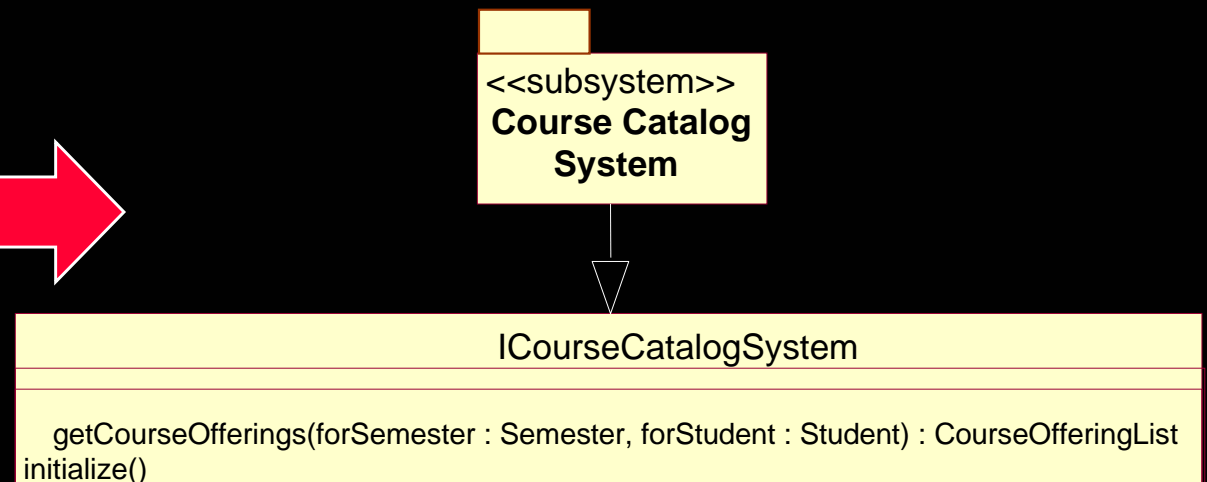 <<subsystem>>
Course Catalog
System
ICourseCatalogSystem
getCourseOfferings(forSemester : Semester, forStudent : Student) : CourseOfferingList
initialize()